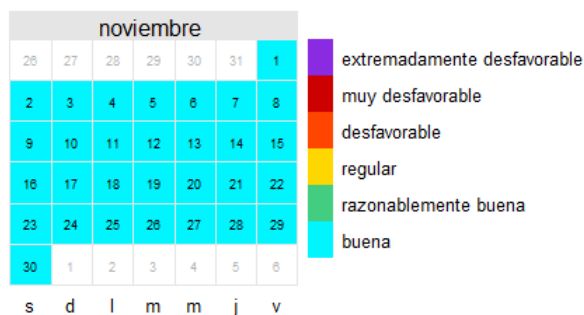 noviembre
26 27 28 29 30 31 1
2 3 4 5 6 7 8
9 10 11 12 13 14 15
16 17 18 19 20 21 22
23 24 25 26 27 28 29
30 1 2 3 4 5 6
s d l m m j v
extremadamente desfavorable
muy desfavorable
desfavorable
regular
razonablemente buena
buena